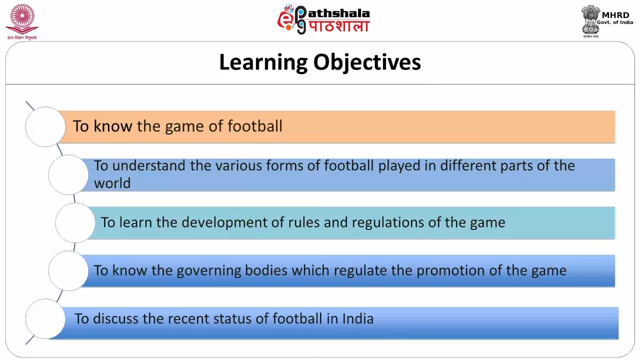 ePathshala
पाठशाला
MHRD
Govt. of India
Learning Objectives
To know the game of football
To understand the various forms of football played in different parts of the
world
To learn the development of rules and regulations of the game
To know the governing bodies which regulate the promotion of the game
To discuss the recent status of football in India